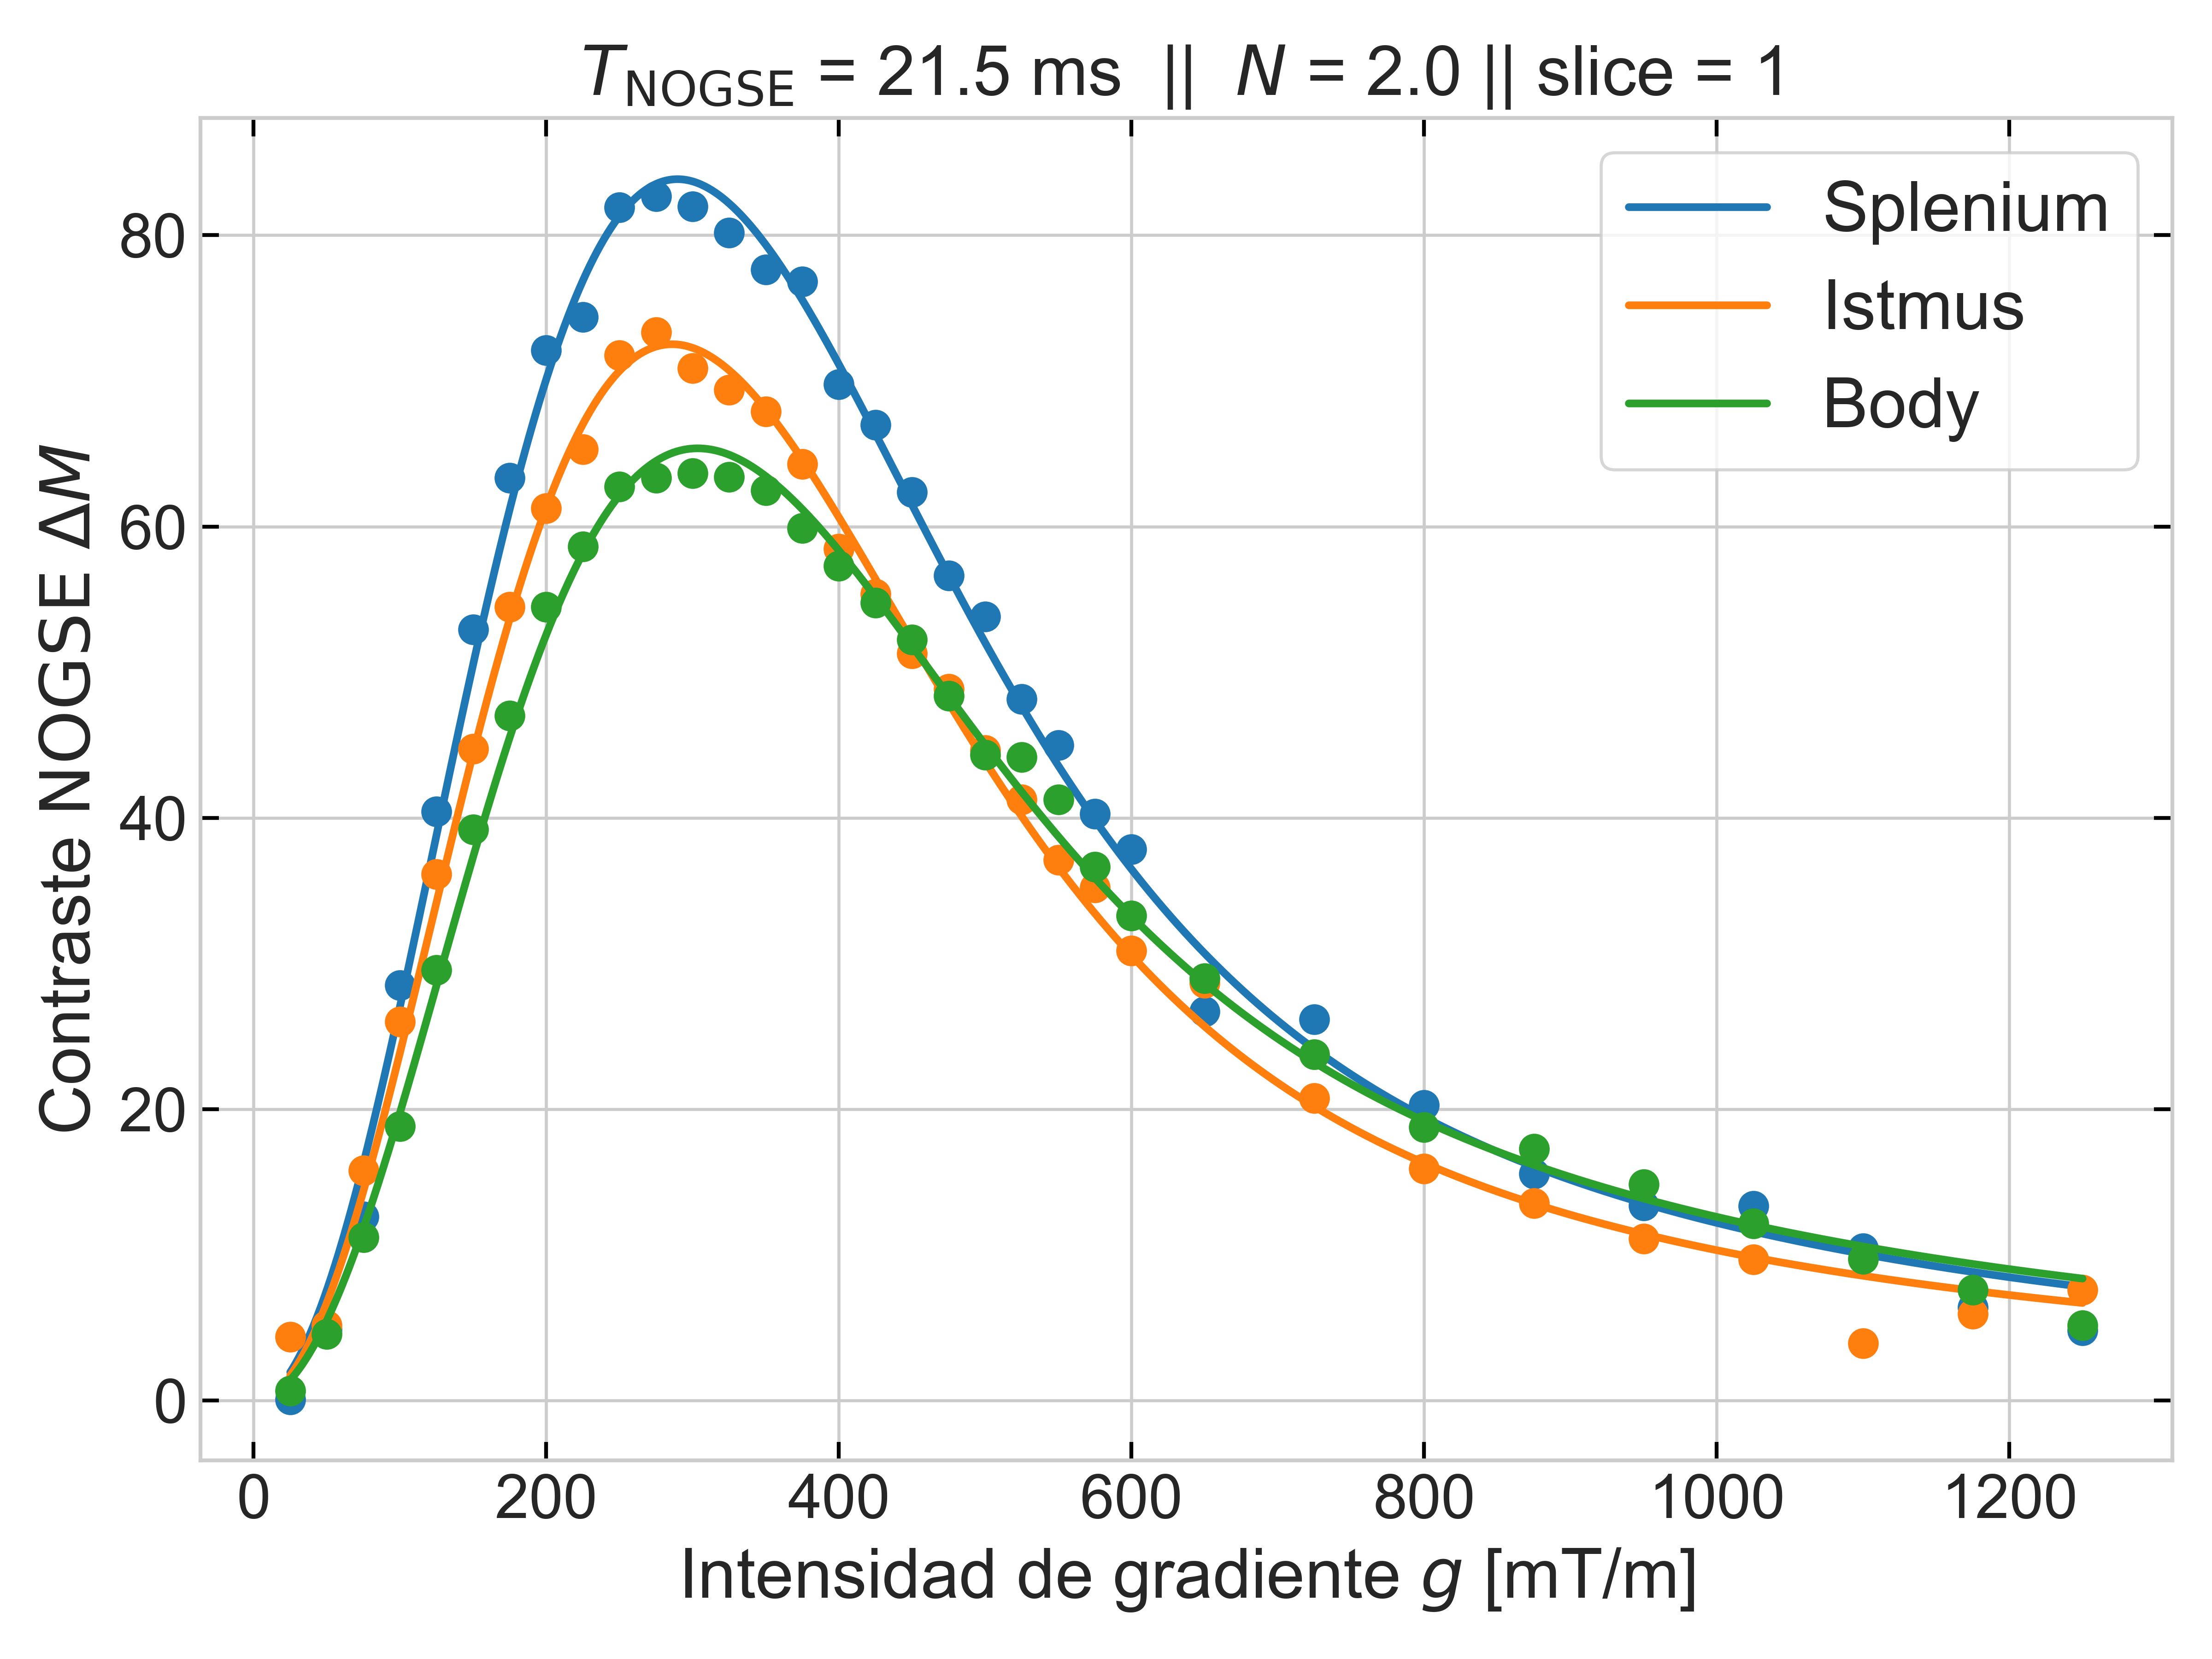 T_NOGSE = 21.5 ms || N = 2.0 || slice = 1
Contraste NOGSE ΔM
80
60
40
20
0
Splenium
Istmus
Body
0 200 400 600 800 1000 1200
Intensidad de gradiente g [mT/m]